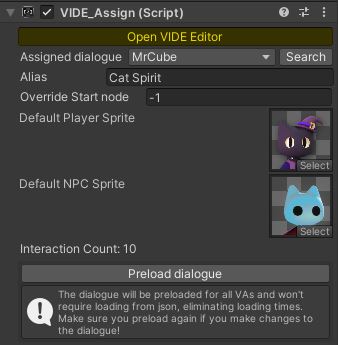 VIDE_Assign (Script)
Open VIDE Editor
Assigned dialogue MrCube Search
Alias Cat Spirit
Override Start node -1
Default Player Sprite
Select
Default NPC Sprite
Select
Interaction Count: 10
Preload dialogue
The dialogue will be preloaded for all VAs and won't
require loading from json, eliminating loading times.
Make sure you preload again if you make changes to
the dialogue!